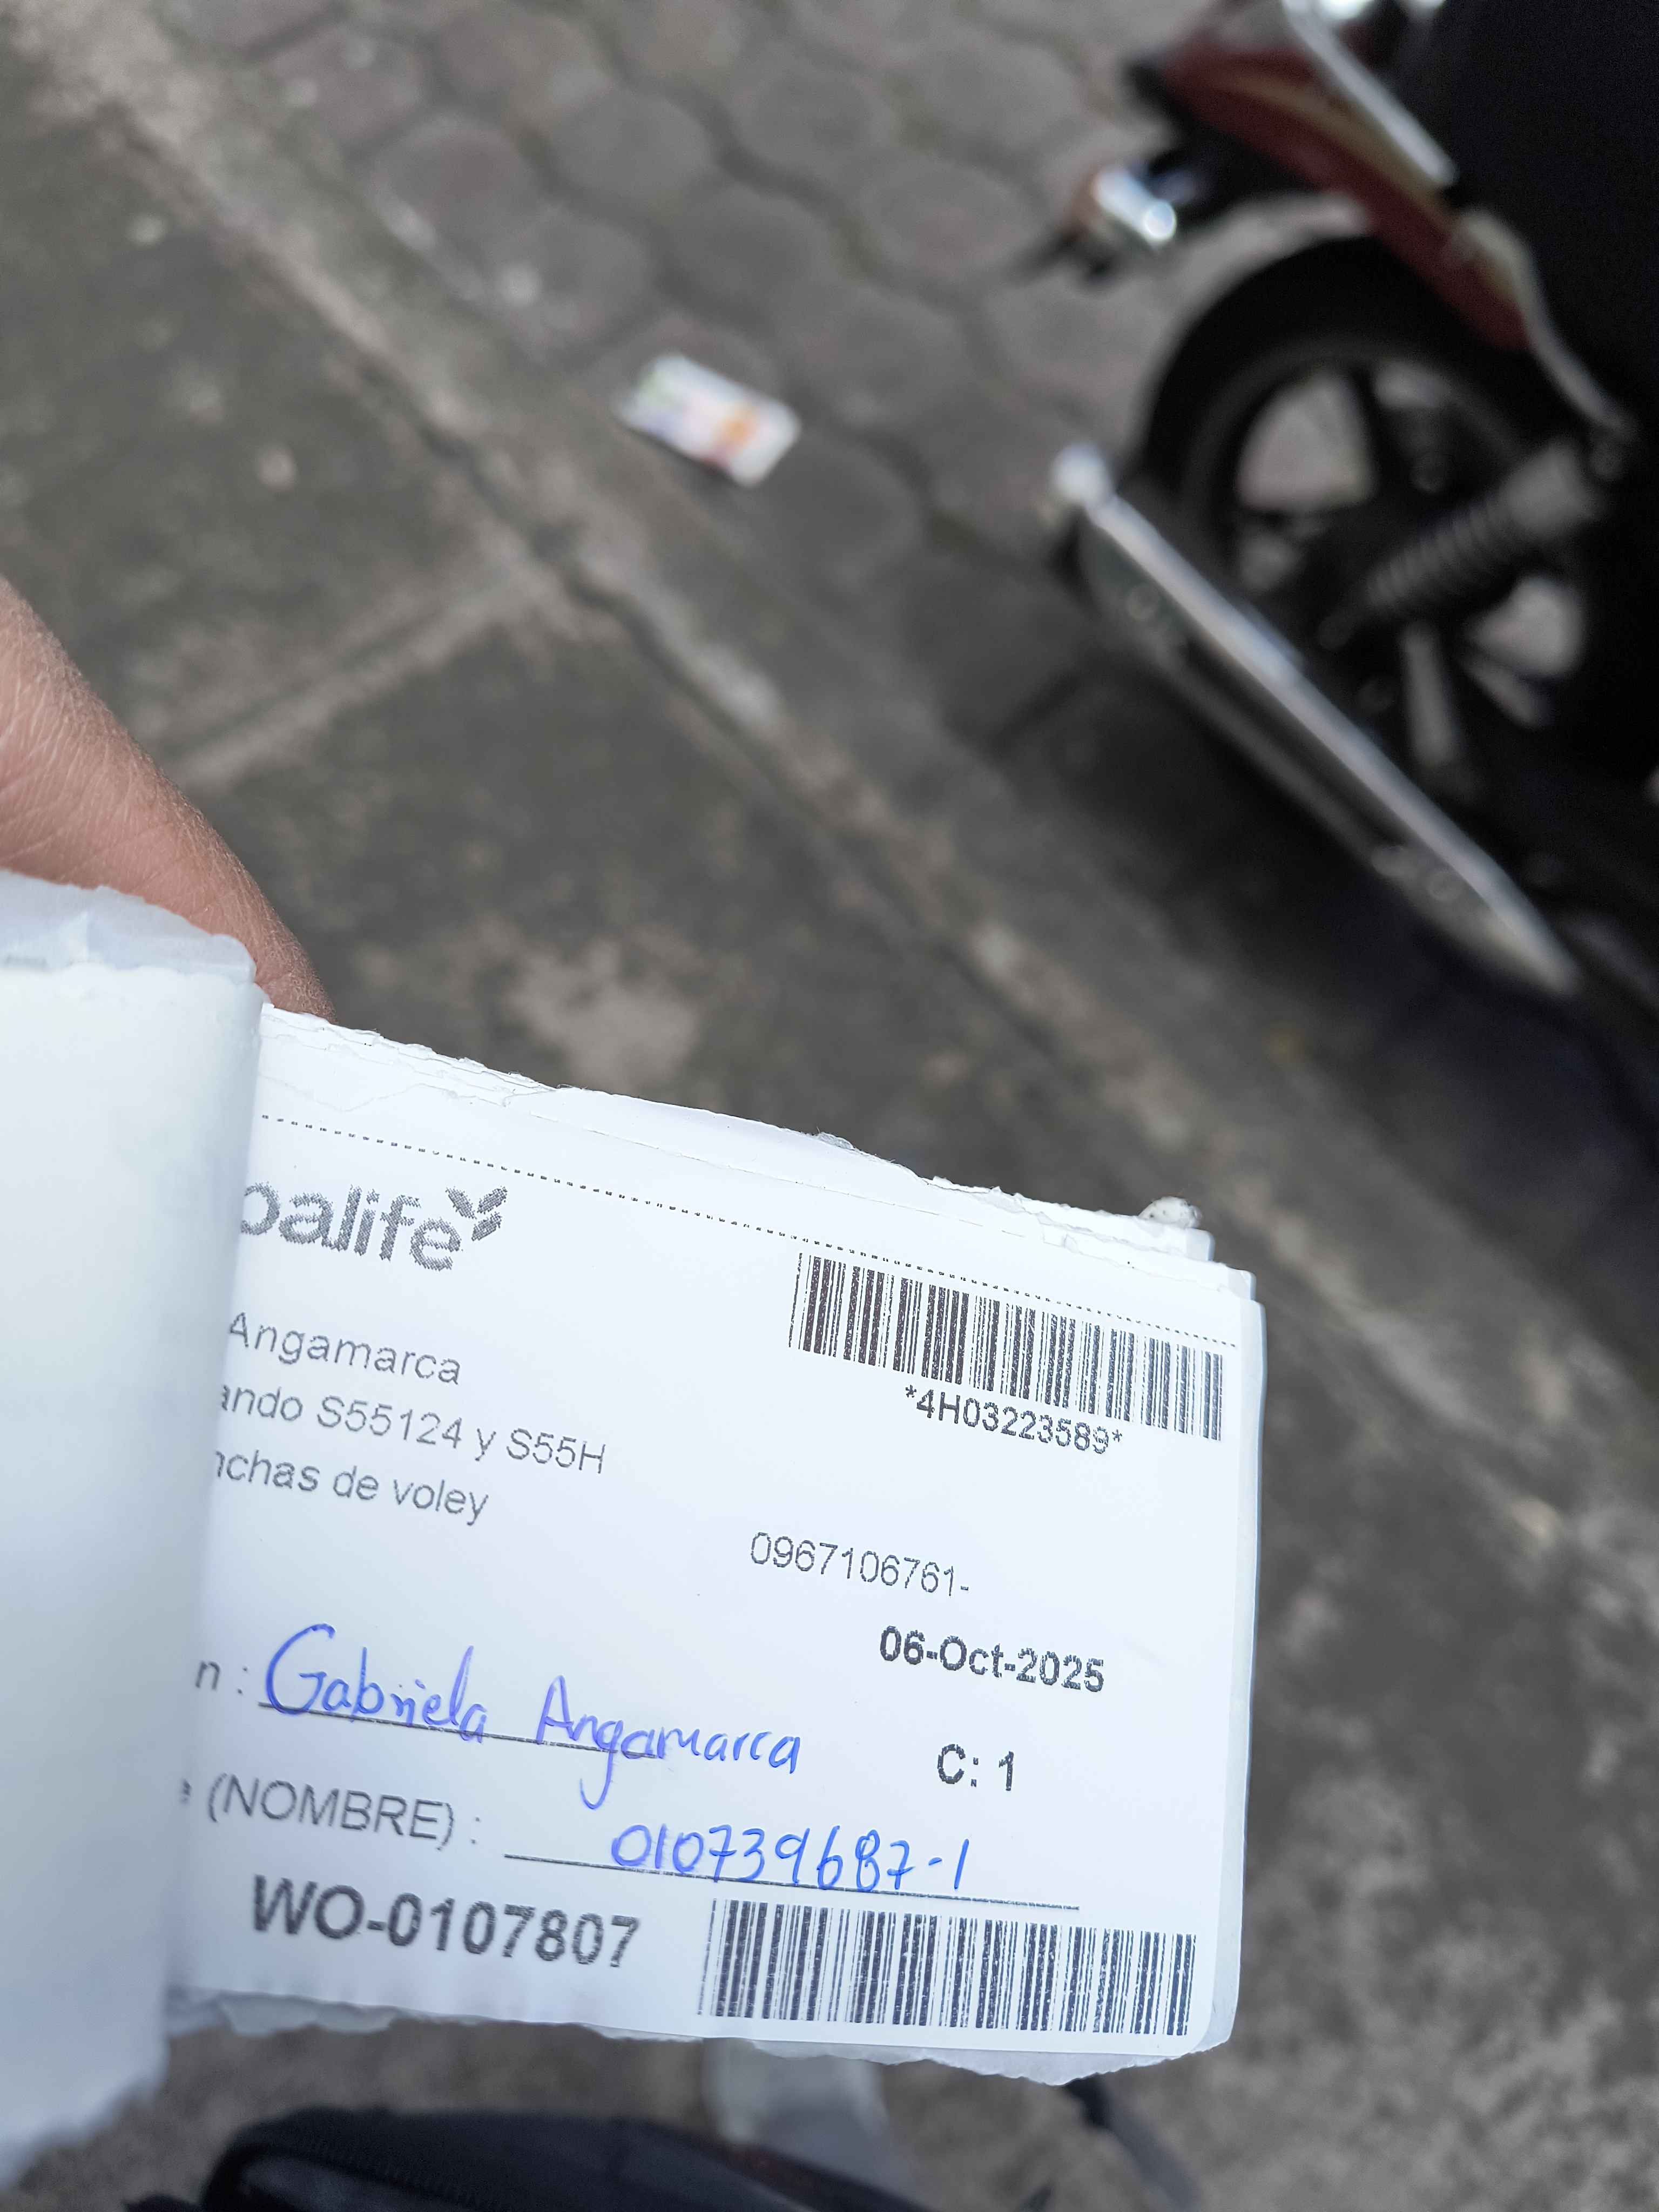 balife
*4H03223589*
Angamarca
ando S55124 y S55H
nchas de voley
0967106761-
06-Oct-2025
n : Gabriela Angamarca
C: 1
(NOMBRE) : 010739687-1
WO-0107807